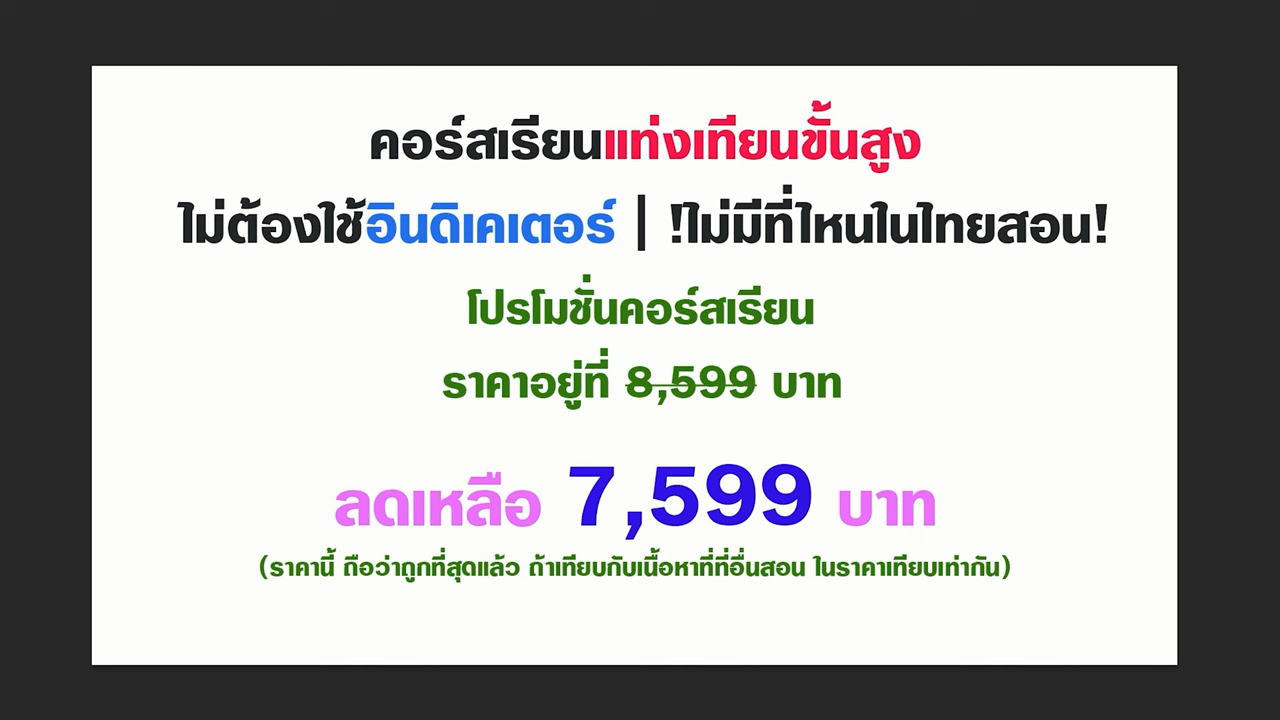 คอร์สเรียนแท่งเทียนขั้นสูง
ไม่ต้องใช้อินดิเคเตอร์ | !ไม่มีที่ไหนในไทยสอน!
โปรโมชั่นคอร์สเรียน
ราคาอยู่ที่ 8,599 บาท
ลดเหลือ 7,599 บาท
(ราคานี้ ถือว่าถูกที่สุดแล้ว ถ้าเทียบกับเนื้อหาที่ที่อื่นสอน ในราคาเทียบเท่ากัน)